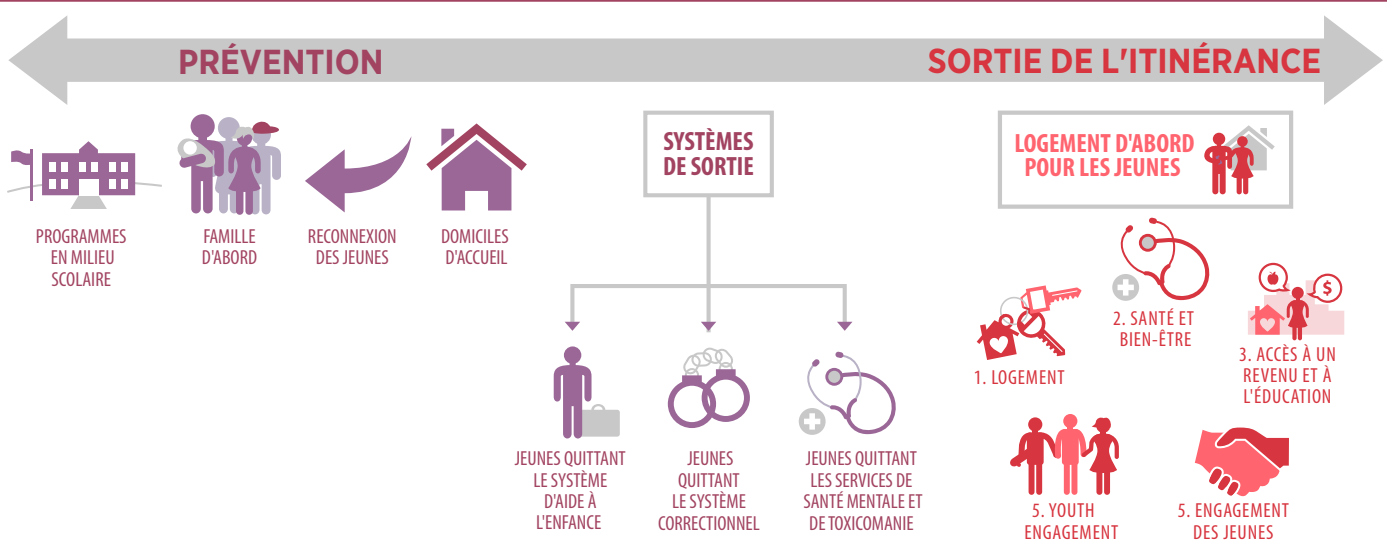 PRÉVENTION
SORTIE DE L'ITINÉRANCE
PROGRAMMES
EN MILIEU
SCOLAIRE
FAMILLE
D'ABORD
RECONNEXION
DES JEUNES
DOMICILES
D'ACCUEIL
SYSTÈMES
DE SORTIE
JEUNES QUITTANT
LE SYSTÈME
D'AIDE À
L'ENFANCE
JEUNES
QUITTANT
LE SYSTÈME
CORRECTIONNEL
JEUNES QUITTANT
LES SERVICES DE
SANTÉ MENTALE ET
DE TOXICOMANIE
LOGEMENT D'ABORD
POUR LES JEUNES
1. LOGEMENT
2. SANTÉ ET
BIEN-ÊTRE
$
3. ACCÈS À UN
REVENU ET À
L'ÉDUCATION
5. YOUTH
ENGAGEMENT
5. ENGAGEMENT
DES JEUNES